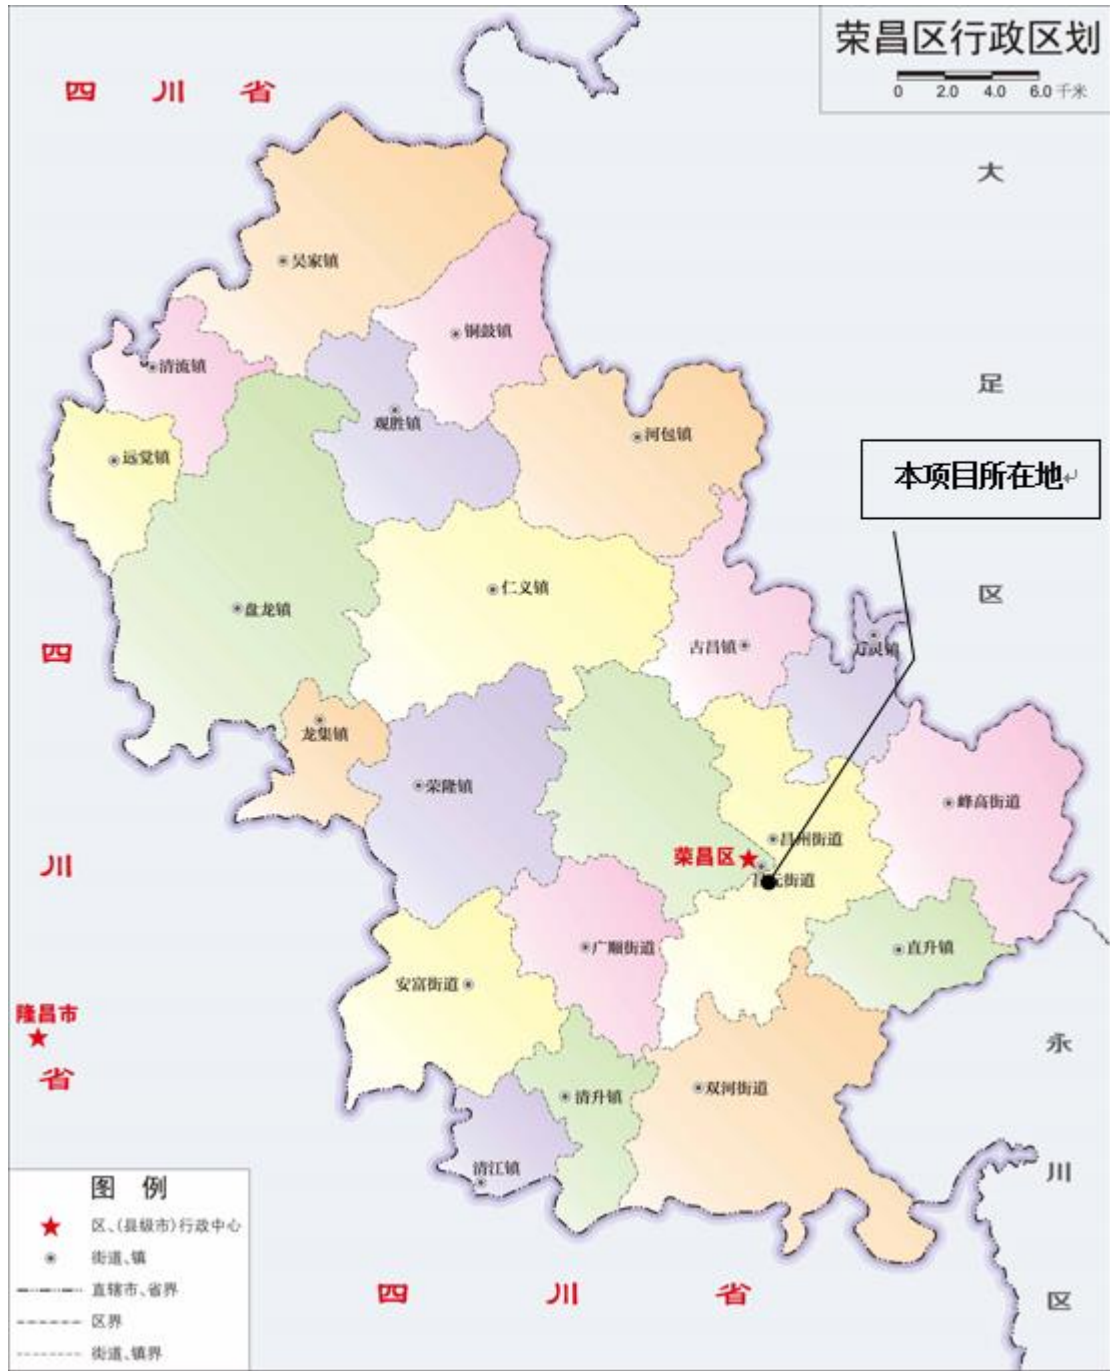 荣昌区行政区划
0 2.0 4.0 6.0 千米
四川省
大足区
吴家镇
铜鼓镇
清流镇
观胜镇
河包镇
远觉镇
本项目所在地
仁义镇
盘龙镇
四川省
古昌镇
龙集镇
荣隆镇
峰高街道
昌州街道
荣昌区
街道
广顺街道
直升镇
安富街道
隆昌市
永川区
双河街道
清升镇
清江镇
图例
区、(县级市)行政中心
街道、镇
直辖市、省界
区界
街道、镇界
四川省